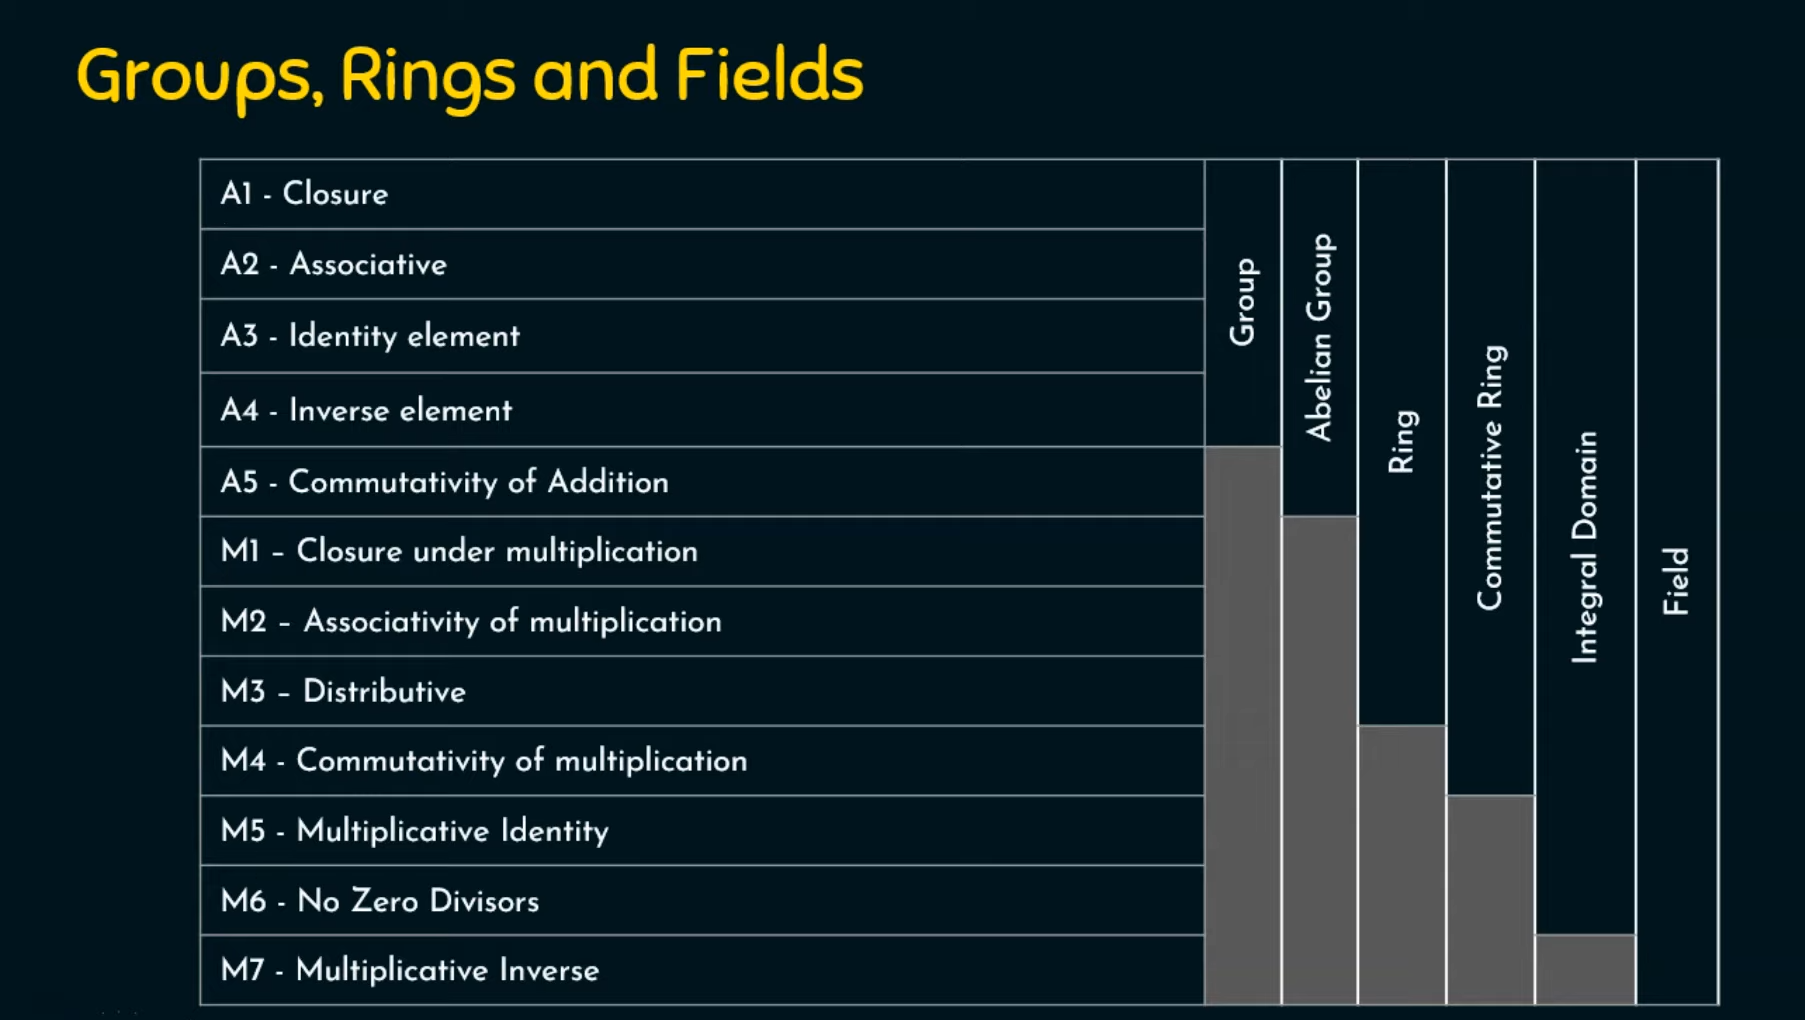 Groups, Rings and Fields
A1 - Closure
A2 - Associative
A3 - Identity element
A4 - Inverse element
A5 - Commutativity of Addition
M1 – Closure under multiplication
M2 – Associativity of multiplication
M3 – Distributive
M4 - Commutativity of multiplication
M5 - Multiplicative Identity
M6 - No Zero Divisors
M7 - Multiplicative Inverse
Group
Abelian Group
Ring
Commutative Ring
Integral Domain
Field